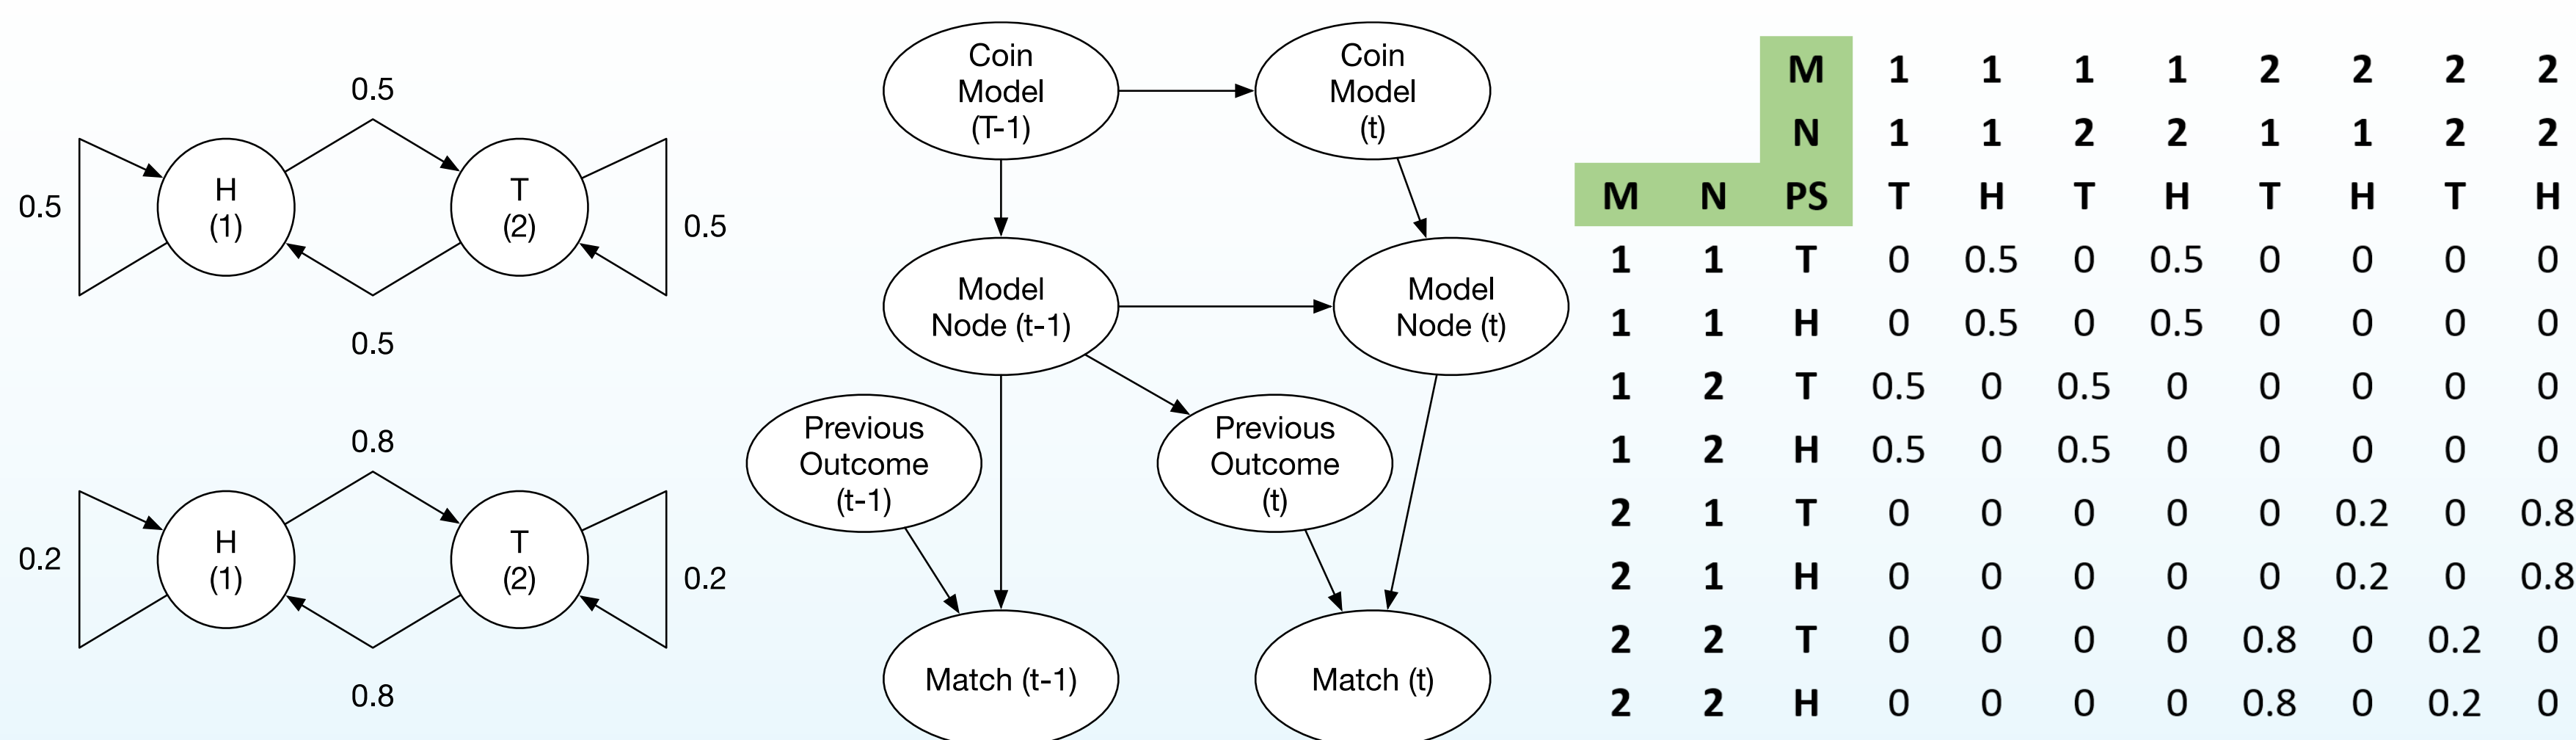 0.5
0.5
H
(1)
T
(2)
0.5
0.5
0.8
0.2
H
(1)
T
(2)
0.2
0.8
Coin
Model
(T-1)
Coin
Model
(t)
Model
Node (t-1)
Model
Node (t)
Previous
Outcome
(t-1)
Previous
Outcome
(t)
Match (t-1)
Match (t)
M 1 1 1 1 2 2 2 2
N 1 1 2 2 1 1 2 2
M N PS T H T H T H T H
1 1 T 0 0.5 0 0.5 0 0 0 0
1 1 H 0 0.5 0 0.5 0 0 0 0
1 2 T 0.5 0 0.5 0 0 0 0 0
1 2 H 0.5 0 0.5 0 0 0 0 0
2 1 T 0 0 0 0 0 0.2 0 0.8
2 1 H 0 0 0 0 0 0.2 0 0.8
2 2 T 0 0 0 0 0.8 0 0.2 0
2 2 H 0 0 0 0 0.8 0 0.2 0